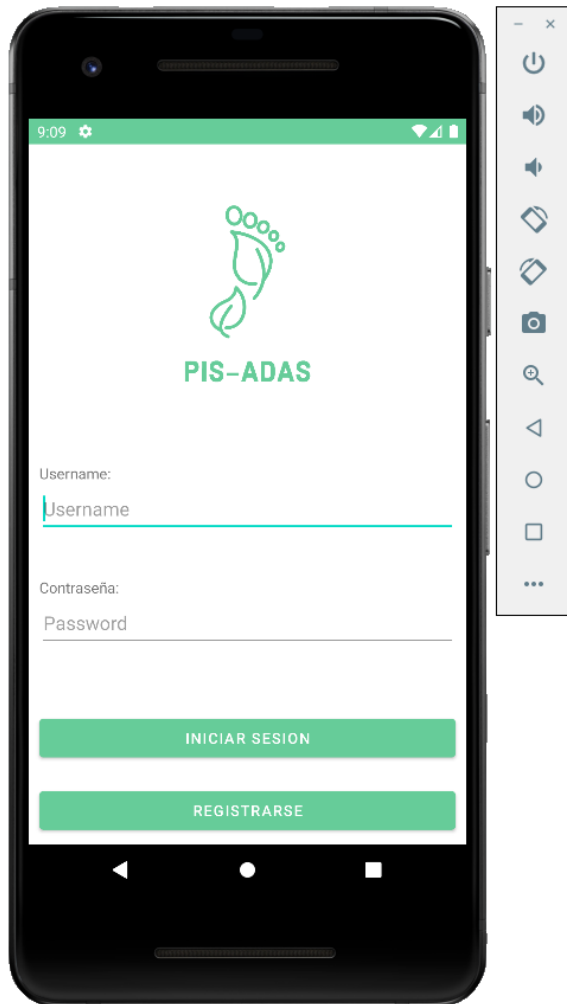 9:09
PIS-ADAS
Username:
Username
Contraseña:
Password
INICIAR SESION
REGISTRARSE